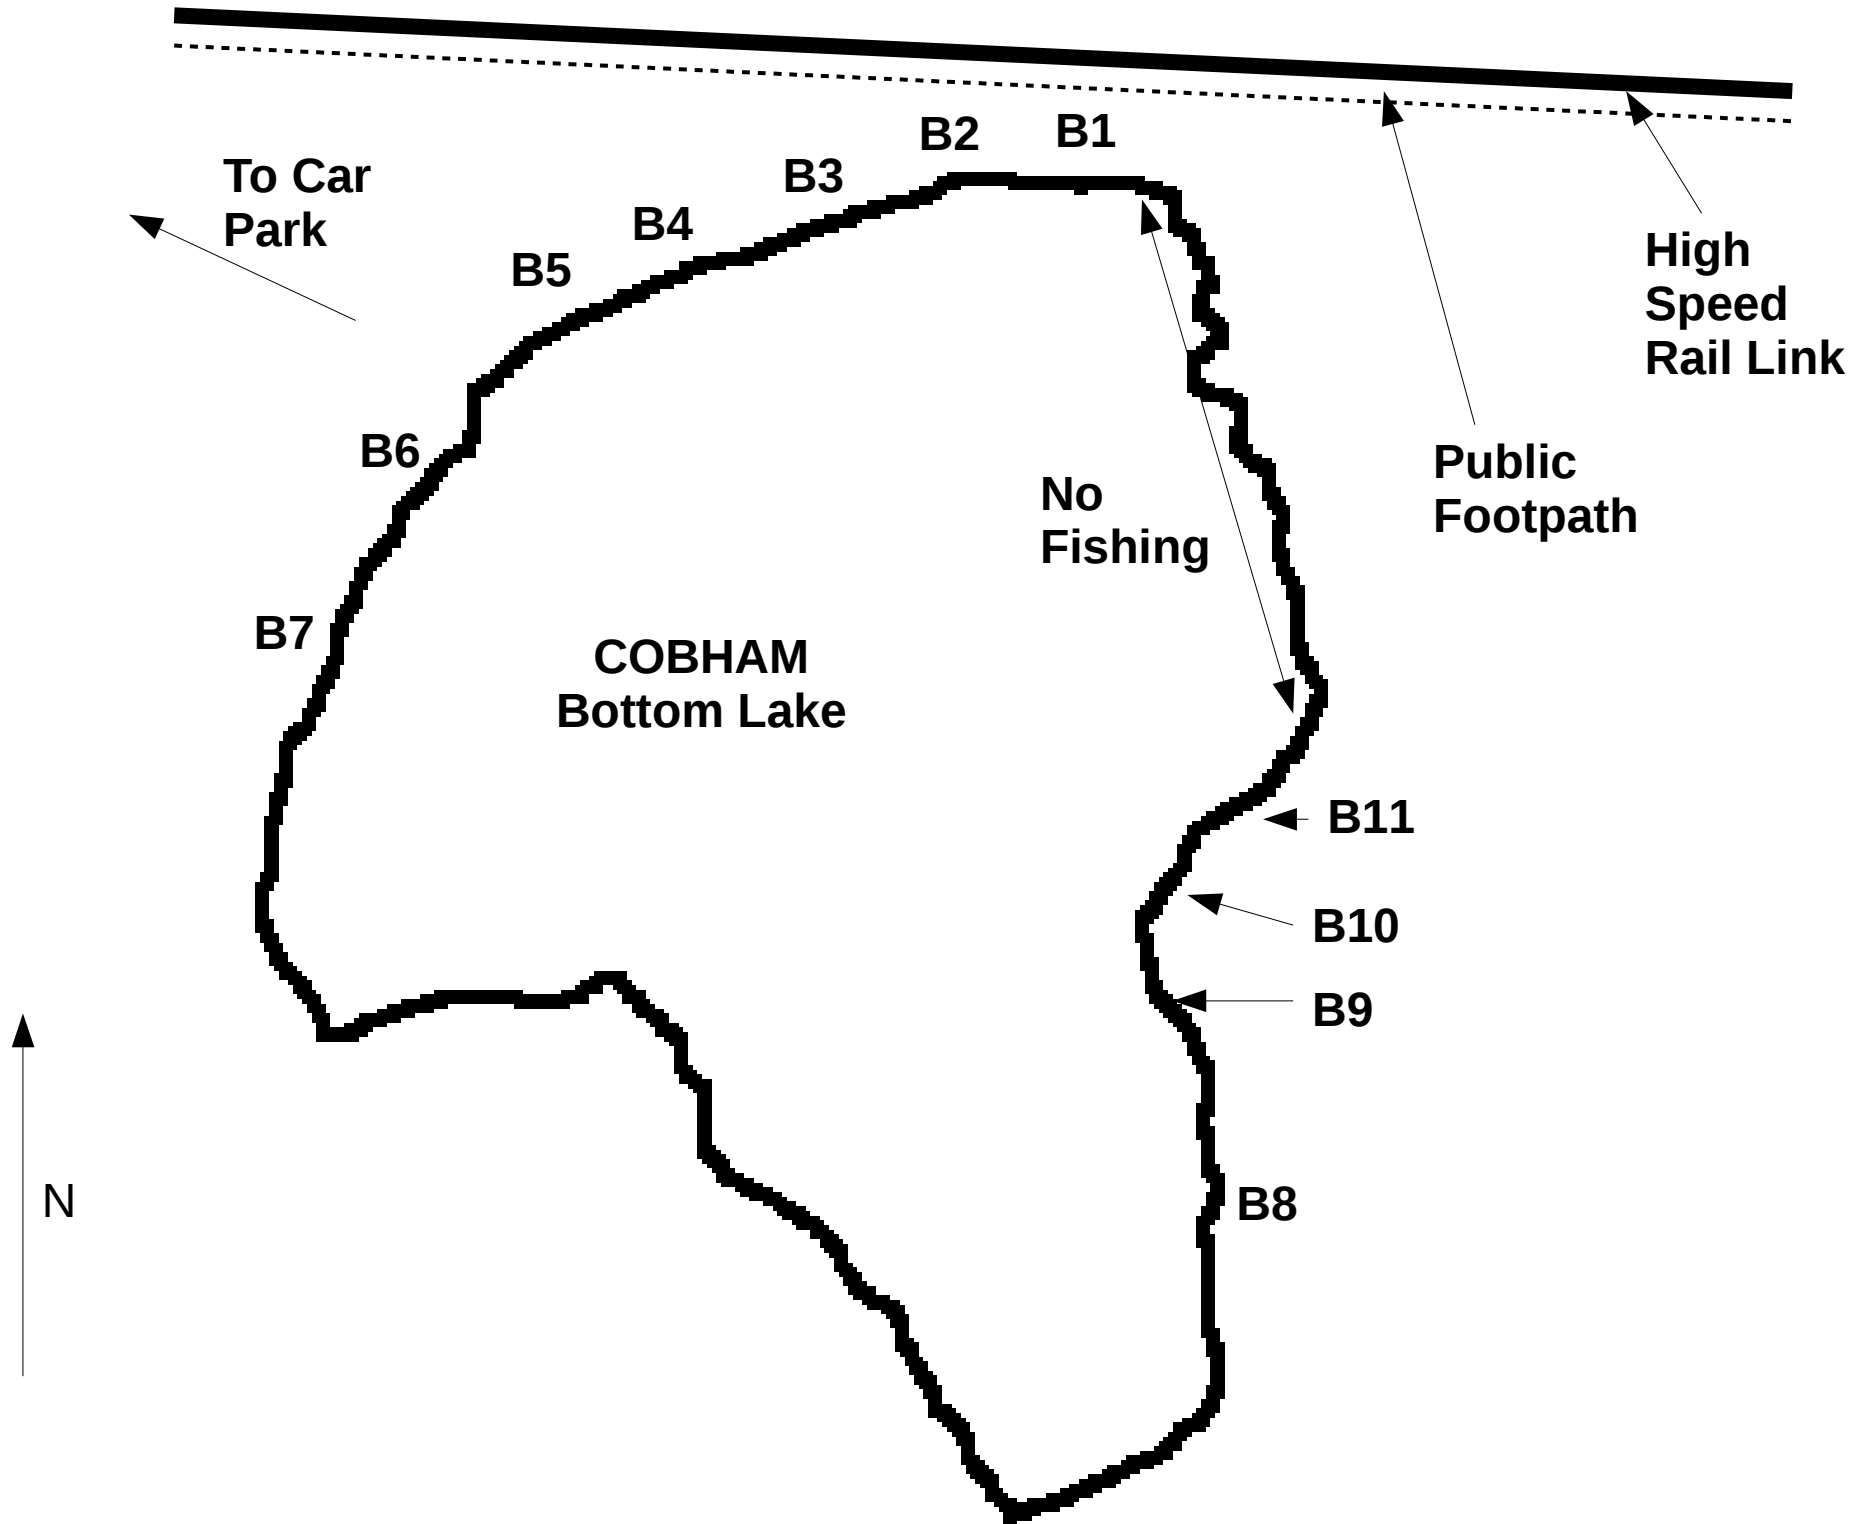 B2
B1
B3
To Car
Park
B4
B5
High
Speed
Rail Link
B6
Public
Footpath
No
Fishing
B7
COBHAM
Bottom Lake
B11
B10
B9
B8
N